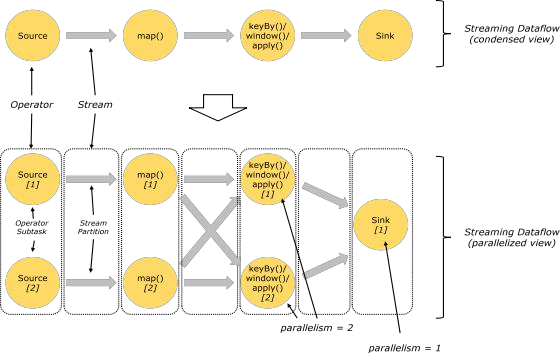 Source
map()
keyBy()/
window()/
apply()
Sink
Streaming Dataflow
(condensed view)
Operator
Stream
Source
[1]
map()
[1]
keyBy()/
window()/
apply()
[1]
Operator
Subtask
Stream
Partition
Sink
[1]
Streaming Dataflow
(parallelized view)
Source
[2]
map()
[2]
keyBy()/
window()/
apply()
[2]
parallelism = 2
parallelism = 1